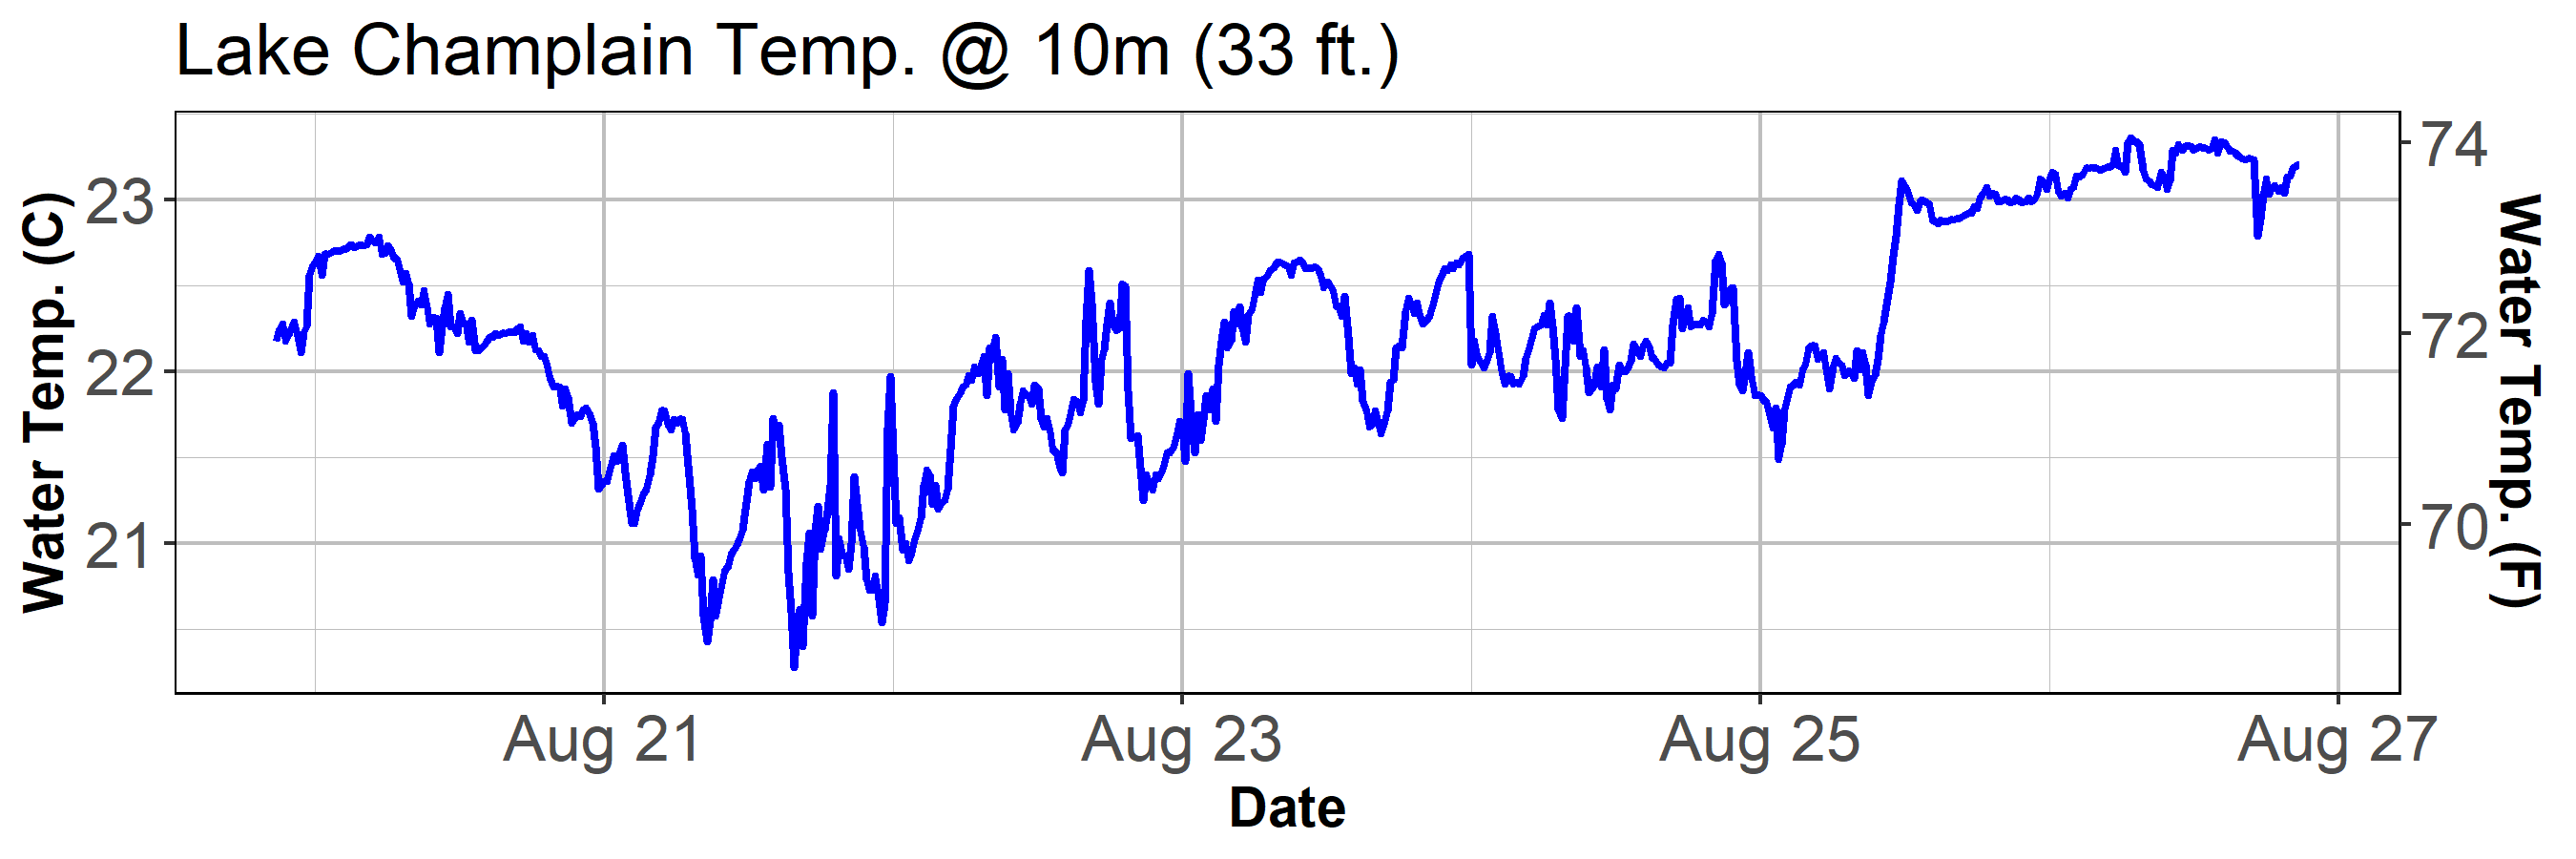 Lake Champlain Temp. @ 10m (33 ft.)
Water Temp. (C)
23
22
21
74
72
70
Water Temp. (F)
Aug 21
Aug 23
Aug 25
Aug 27
Date